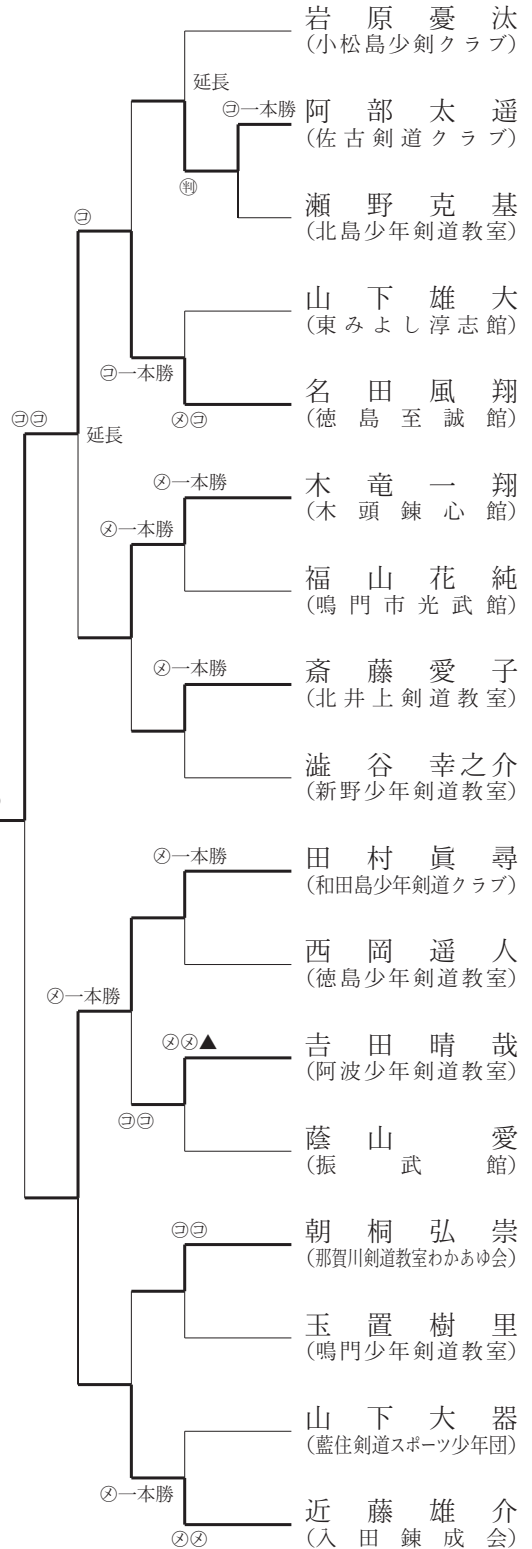 岩原憂汰
(小松島少剣クラブ)
延長
㋙一本勝
阿部太遥
(佐古剣道クラブ)
㊒
瀬野克基
(北島少年剣道教室)
㋙
山下雄大
(東みよし淳志館)
㋙一本勝
名田風翔
(徳島至誠館)
㋱㋙
㋙㋙
延長
㋱一本勝
木竜一翔
(木頭錬心館)
㋱一本勝
福山花純
(鳴門市光武館)
㋱一本勝
斎藤愛子
(北井上剣道教室)
澁谷幸之介
(新野少年剣道教室)
㋱一本勝
田村眞尋
(和田島少年剣道クラブ)
西岡遥人
(徳島少年剣道教室)
㋱一本勝
㋱㋱▲
吉田晴哉
(阿波少年剣道教室)
㋙㋙
蔭山愛
(振武館)
㋙㋙
朝桐弘崇
(那賀川剣道教室わかあゆ会)
玉置樹里
(鳴門少年剣道教室)
山下大器
(藍住剣道スポーツ少年団)
㋱一本勝
近藤雄介
(入田錬成会)
㋱㋱